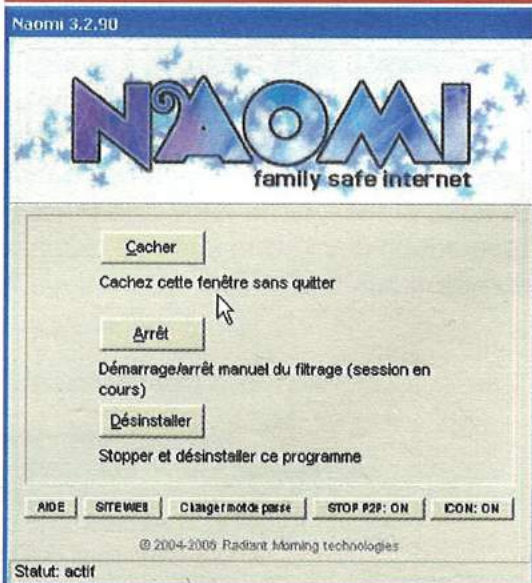 Naomi 3.2.90
NAOMI
family safe internet
Cacher
Cachez cette fenêtre sans quitter
Arrêt
Démarrage/arrêt manuel du filtrage (session en
cours)
Désinstaller
Stopper et désinstaller ce programme
AIDE SITE WEB Changer mot de passe STOP P2P: ON ICON: ON
© 2004-2006 Radiant Morning technologies
Statut: actif